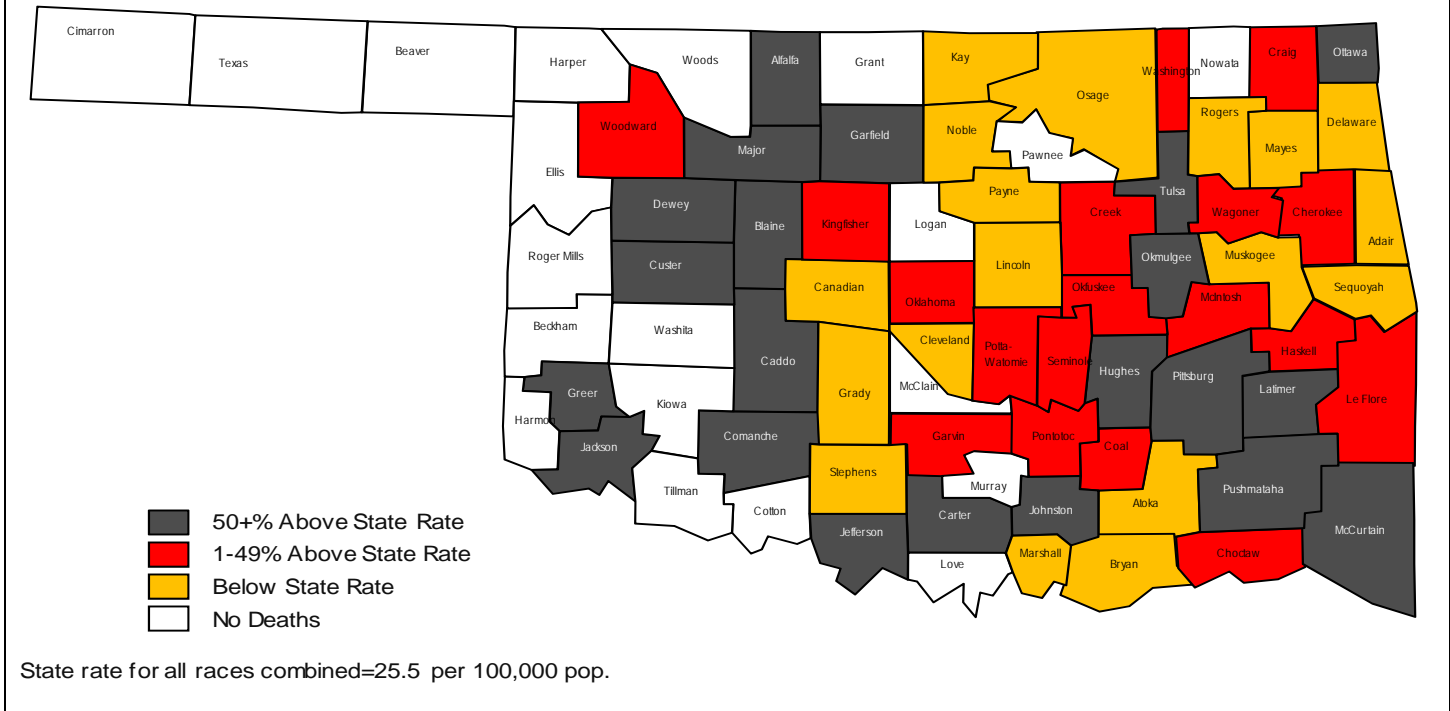 Cimarron
Texas
Beaver
Harper
Woods
Alfalfa
Grant
Kay
Osage
Washington
Nowata
Craig
Ottawa
Woodward
Major
Garfield
Noble
Pawnee
Rogers
Mayes
Delaware
Ellis
Dewey
Blaine
Kingfisher
Logan
Payne
Creek
Tulsa
Wagoner
Cherokee
Adair
Roger Mills
Custer
Canadian
Oklahoma
Lincoln
Okfuskee
Okmulgee
Muskogee
McIntosh
Sequoyah
Beckham
Washita
Caddo
Grady
Cleveland
McClain
Potta-
Watomie
Seminole
Hughes
Pittsburg
Haskell
Latimer
Le Flore
Harmon
Greer
Kiowa
Jackson
Comanche
Stephens
Garvin
Pontotoc
Coal
Tillman
Cotton
Jefferson
Murray
Carter
Johnston
Atoka
Pushmataha
McCurtain
Love
Marshall
Bryan
Choctaw
50+% Above State Rate
1-49% Above State Rate
Below State Rate
No Deaths
State rate for all races combined=25.5 per 100,000 pop.